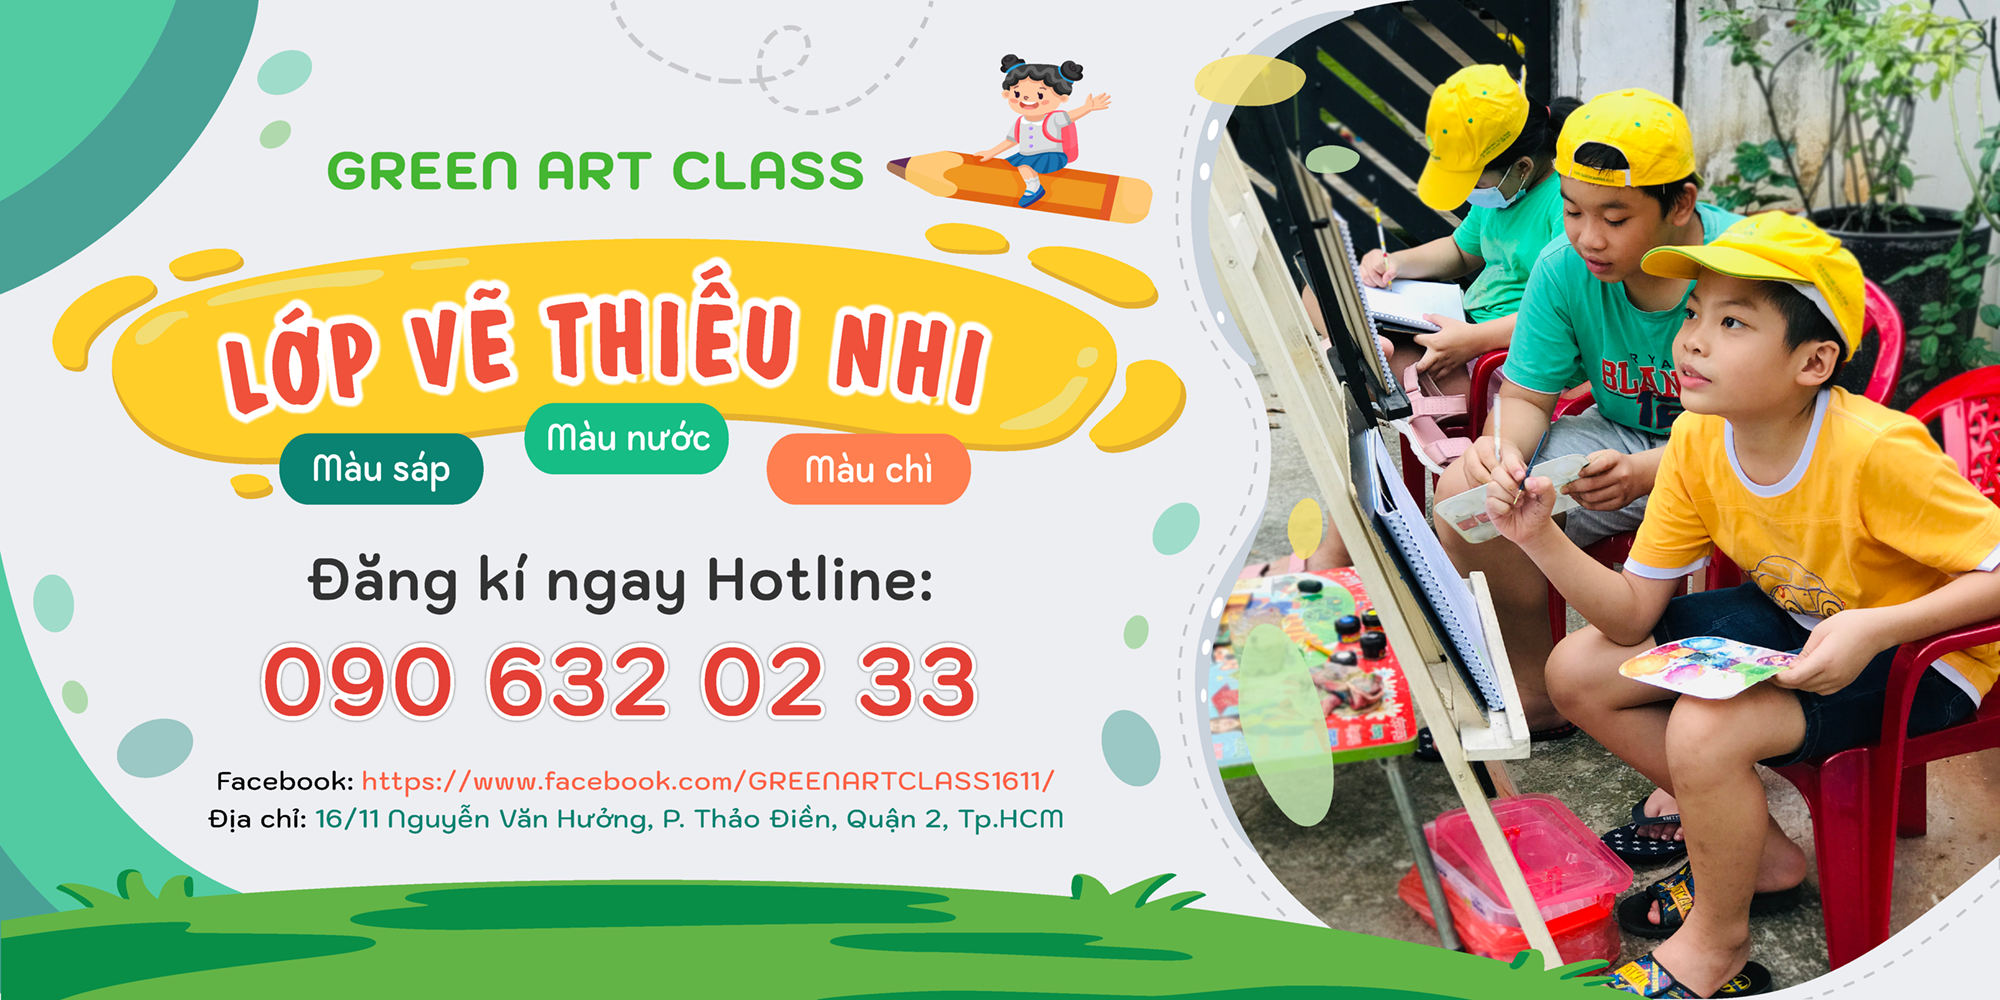 GREEN ART CLASS
LỚP VẼ THIẾU NHI
Màu sáp
Màu nước
Màu chì
Đăng kí ngay Hotline:
090 632 02 33
Facebook: https://www.facebook.com/GREENARTCLASS1611/
Địa chỉ: 16/11 Nguyễn Văn Hưởng, P. Thảo Điền, Quận 2, Tp.HCM